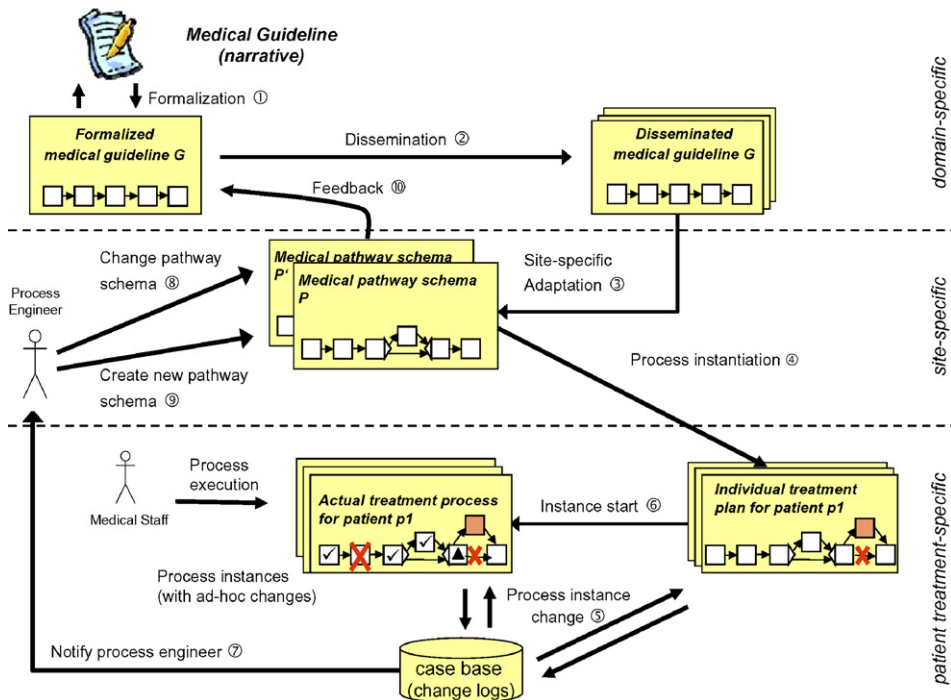 Medical Guideline
(narrative)
Formalization ①
Formalized
medical guideline G
Dissemination ②
Disseminated
medical guideline G
domain-specific
Feedback ⑩
Change pathway
schema ⑧
Medical pathway schema
P‘
Medical pathway schema
P
Site-specific
Adaptation ③
Process
Engineer
Create new pathway
schema ⑨
Process instantiation ④
site-specific
Medical Staff
Process
execution
Actual treatment process
for patient p1
Instance start ⑥
Individual treatment
plan for patient p1
Process instances
(with ad-hoc changes)
Process instance
change ⑤
Notify process engineer ⑦
case base
(change logs)
patient treatment-specific